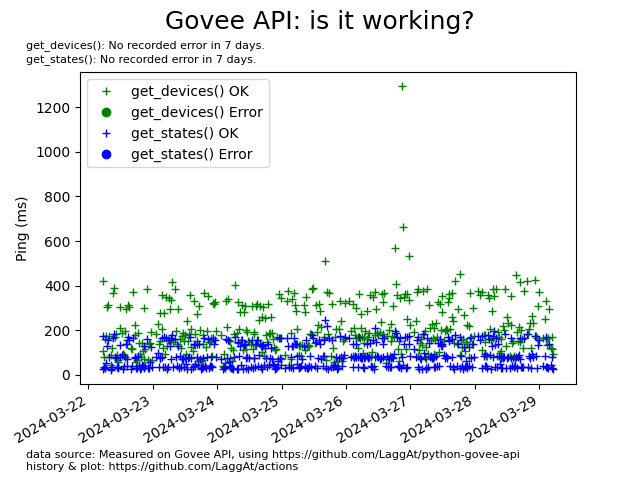 Govee API: is it working?
get_devices(): No recorded error in 7 days.
get_states(): No recorded error in 7 days.
get_devices() OK
get_devices() Error
get_states() OK
get_states() Error
Ping (ms)
1200
1000
800
600
400
200
0
2024-03-22
2024-03-23
2024-03-24
2024-03-25
2024-03-26
2024-03-27
2024-03-28
2024-03-29
data source: Measured on Govee API, using https://github.com/LaggAt/python-govee-api
history & plot: https://github.com/LaggAt/actions